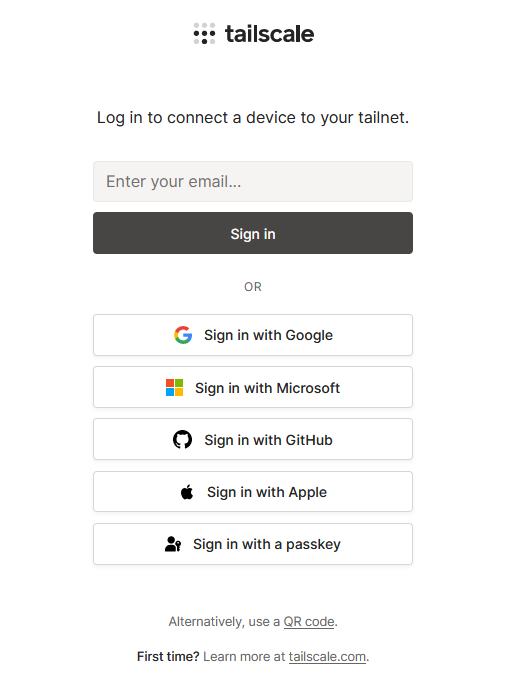 tailscale
Log in to connect a device to your tailnet.
Enter your email...
Sign in
OR
Sign in with Google
Sign in with Microsoft
Sign in with GitHub
Sign in with Apple
Sign in with a passkey
Alternatively, use a QR code.
First time? Learn more at tailscale.com.